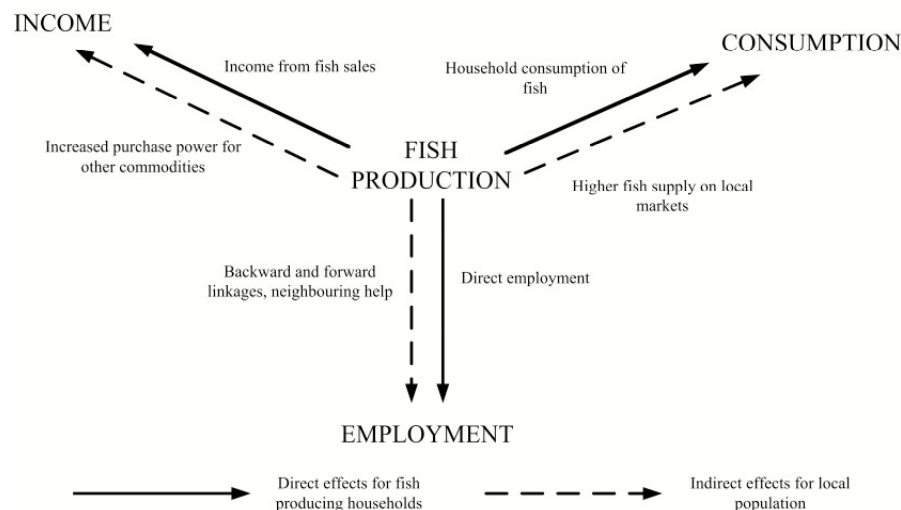 INCOME
CONSUMPTION
Income from fish sales
Household consumption of
fish
Increased purchase power for
other commodities
FISH
PRODUCTION
Higher fish supply on local
markets
Backward and forward
linkages, neighbouring help
Direct employment
EMPLOYMENT
Direct effects for fish
producing households
Indirect effects for local
population